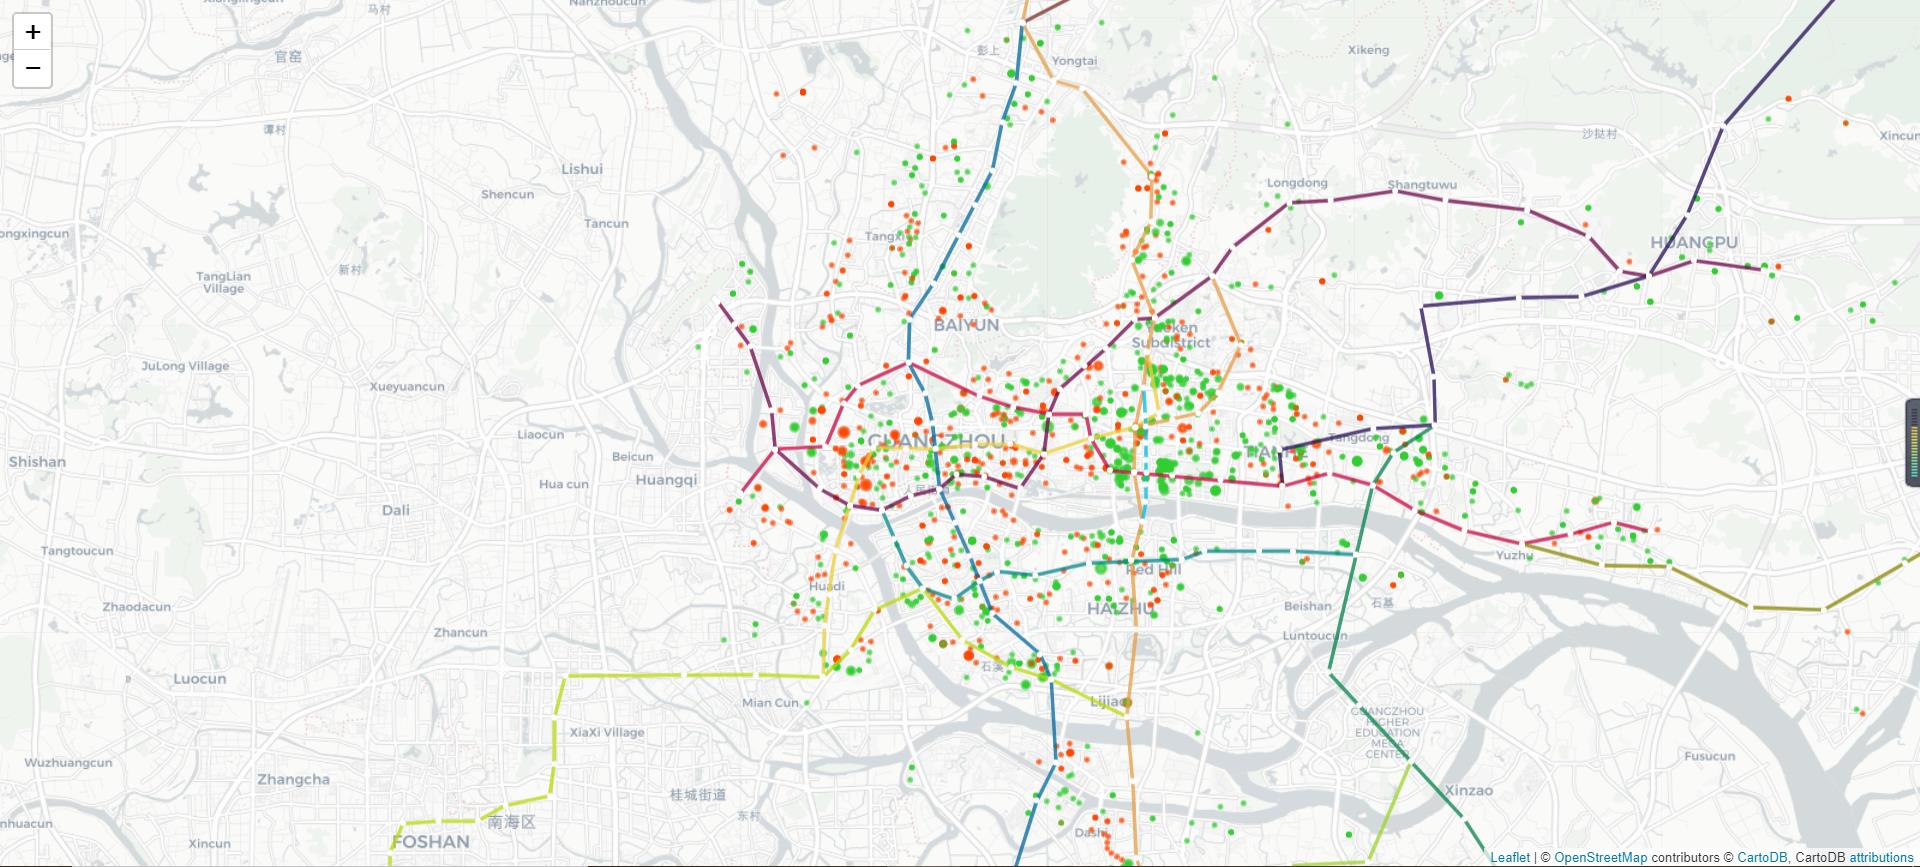 +
−
马村
Nanzhoucun
官窑
彭上
Yongtai
Xikeng
谭村
沙挞村
Xincun
Lishui
Shencun
Longdong
Shangtuwu
Tancun
ongxingcun
HUANGPU
新村
TangLian
Village
BAIYUN
Subdistrict
JuLong Village
Xueyuancun
GUANGZHOU
Liaocun
Tangdong
Beicun
Shishan
Hua cun
Huangqi
Dali
Tangtoucun
Yuzhu
Red Hill
Huadi
HAIZHU
Zhaodacun
Beishan
石基
Zhancun
Luntoucun
石溪
Luocun
Mian Cun
Lijiao
GUANGZHOU
HIGHER
EDUCATION
MEGA
CENTER
XiaXi Village
Wuzhuangcun
Fusucun
Zhangcha
桂城街道
Xinzao
东村
nhuacun
南海区
Dashi
FOSHAN
Xincun
Leaflet | © OpenStreetMap contributors © CartoDB, CartoDB attributions